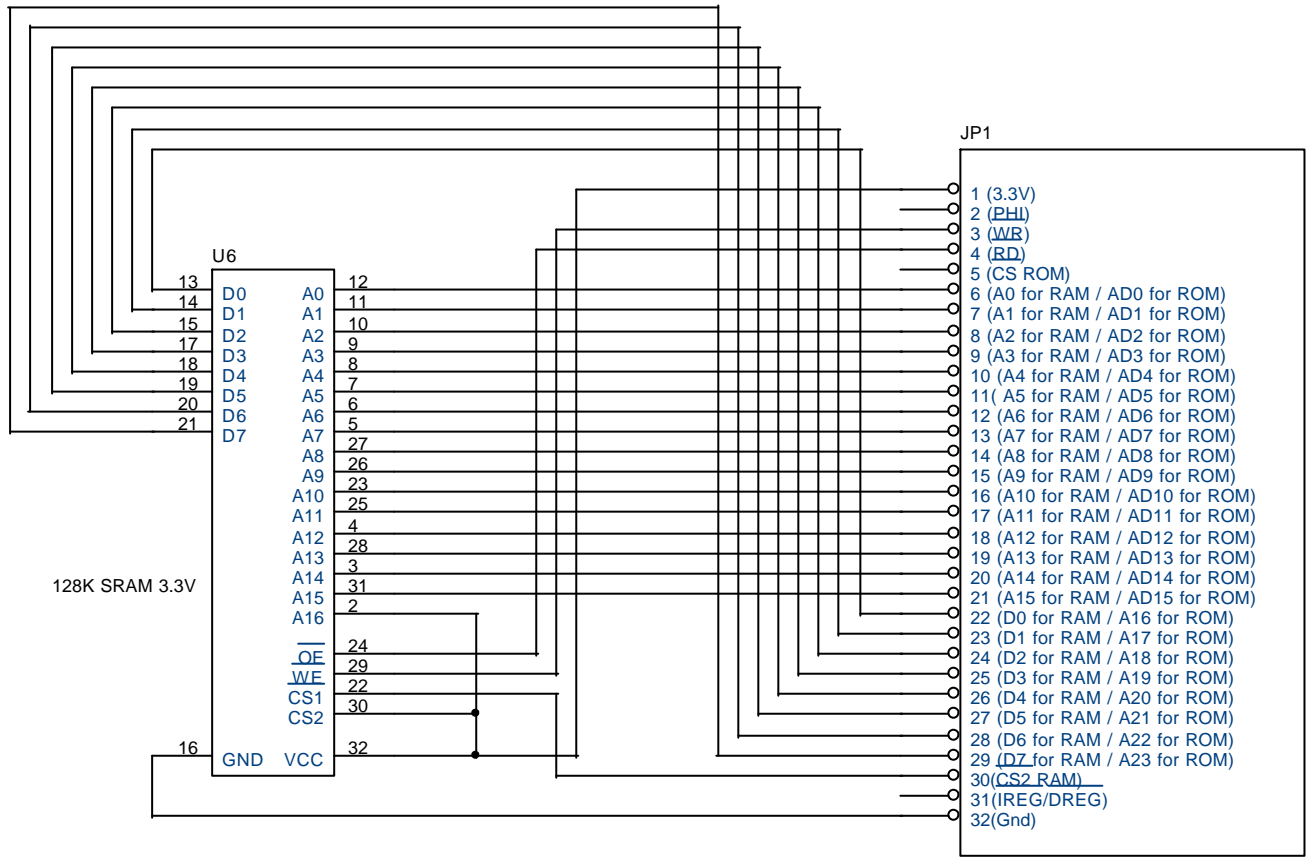 JP1
1 (3.3V)
2 (PHI)
3 (WR)
4 (RD)
5 (CS ROM)
6 (A0 for RAM / AD0 for ROM)
7 (A1 for RAM / AD1 for ROM)
8 (A2 for RAM / AD2 for ROM)
9 (A3 for RAM / AD3 for ROM)
10 (A4 for RAM / AD4 for ROM)
11( A5 for RAM / AD5 for ROM)
12 (A6 for RAM / AD6 for ROM)
13 (A7 for RAM / AD7 for ROM)
14 (A8 for RAM / AD8 for ROM)
15 (A9 for RAM / AD9 for ROM)
16 (A10 for RAM / AD10 for ROM)
17 (A11 for RAM / AD11 for ROM)
18 (A12 for RAM / AD12 for ROM)
19 (A13 for RAM / AD13 for ROM)
20 (A14 for RAM / AD14 for ROM)
21 (A15 for RAM / AD15 for ROM)
22 (D0 for RAM / A16 for ROM)
23 (D1 for RAM / A17 for ROM)
24 (D2 for RAM / A18 for ROM)
25 (D3 for RAM / A19 for ROM)
26 (D4 for RAM / A20 for ROM)
27 (D5 for RAM / A21 for ROM)
28 (D6 for RAM / A22 for ROM)
29 (D7 for RAM / A23 for ROM)
30(CS2 RAM)
31(IREG/DREG)
32(Gnd)
U6
13 D0 A0 12
14 D1 A1 11
15 D2 A2 10
17 D3 A3 9
18 D4 A4 8
19 D5 A5 7
20 D6 A6 6
21 D7 A7 5
A8 27
A9 26
A10 23
A11 25
A12 4
A13 28
A14 3
A15 31
A16 2
OE 24
WE 29
CS1 22
CS2 30
16 GND VCC 32
128K SRAM 3.3V